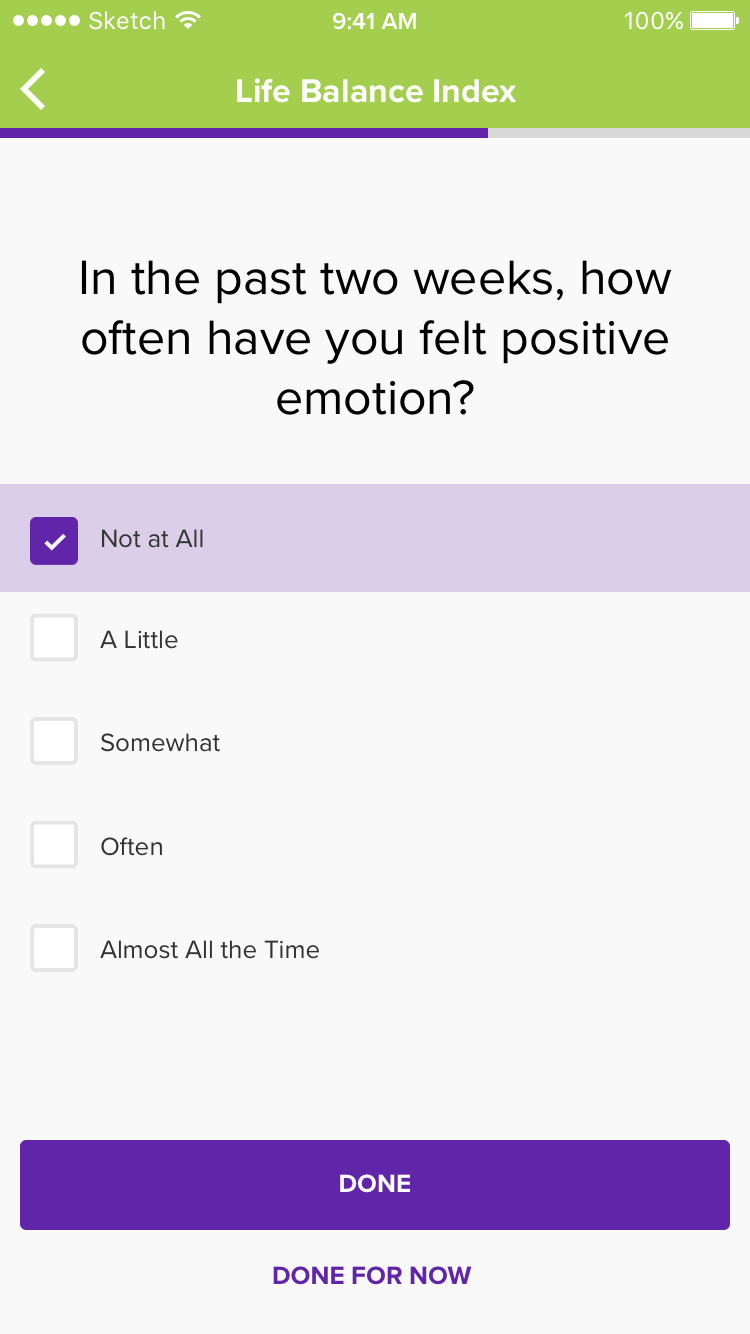 Sketch 9:41 AM 100%
Life Balance Index
In the past two weeks, how
often have you felt positive
emotion?
Not at All
A Little
Somewhat
Often
Almost All the Time
DONE
DONE FOR NOW